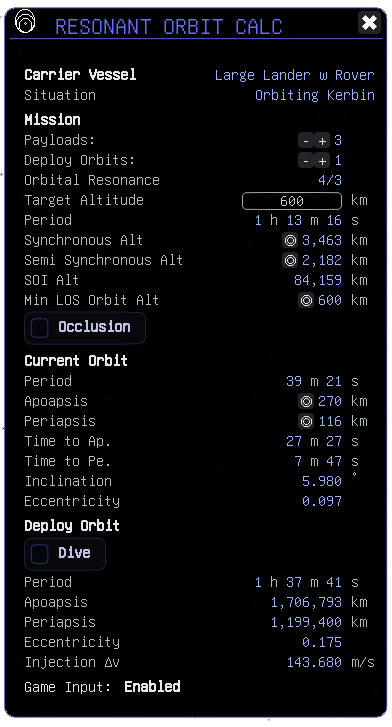 RESONANT ORBIT CALC
Carrier Vessel Large Lander w Rover
Situation Orbiting Kerbin
Mission
Payloads: - + 3
Deploy Orbits: - + 1
Orbital Resonance 4/3
Target Altitude 600 km
Period 1 h 13 m 16 s
Synchronous Alt 3,463 km
Semi Synchronous Alt 2,182 km
SOI Alt 84,159 km
Min LOS Orbit Alt 600 km
Occlusion
Current Orbit
Period 39 m 21 s
Apoapsis 270 km
Periapsis 116 km
Time to Ap. 27 m 27 s
Time to Pe. 7 m 47 s
Inclination 5.980 °
Eccentricity 0.097
Deploy Orbit
Dive
Period 1 h 37 m 41 s
Apoapsis 1,706,793 km
Periapsis 1,199,400 km
Eccentricity 0.175
Injection Δv 143.680 m/s
Game Input: Enabled